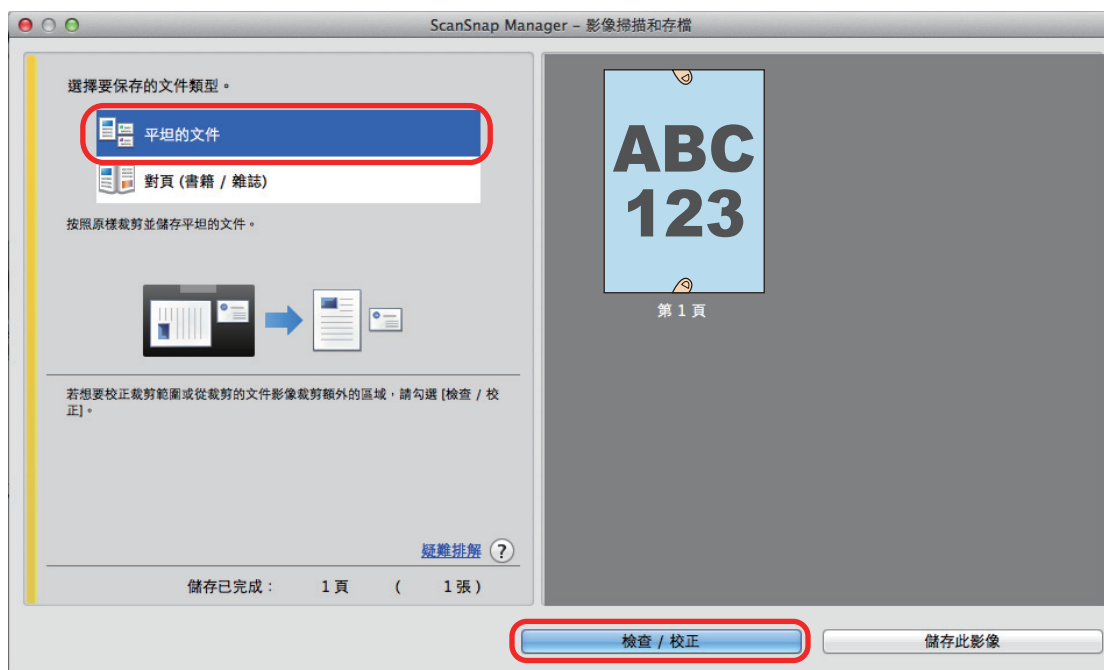 ScanSnap Manager – 影像掃描和存檔
選擇要保存的文件類型。
平坦的文件
對頁 (書籍 / 雜誌)
按照原樣裁剪並儲存平坦的文件。
若想要校正裁剪範圍或從裁剪的文件影像裁剪額外的區域，請勾選 [檢查 / 校
正]。
疑難排解 ?
儲存已完成： 1 頁 ( 1 張 )
ABC
123
第 1 頁
檢查 / 校正
儲存此影像